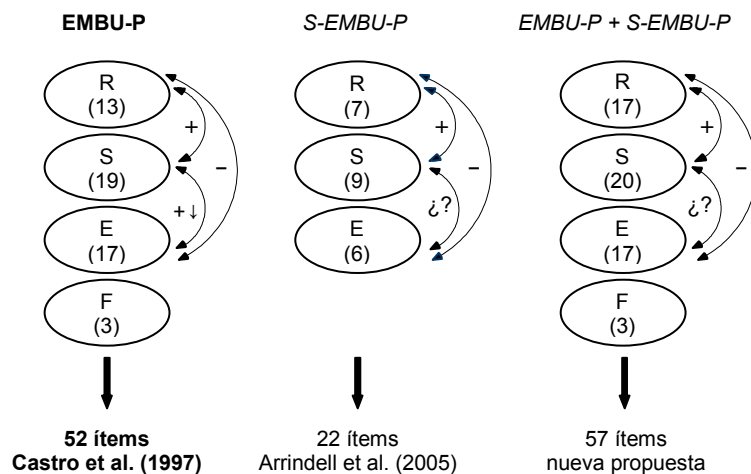 EMBU-P
R
(13)
S
(19)
E
(17)
F
(3)
+
–
+ ↓
52 ítems
Castro et al. (1997)
S-EMBU-P
R
(7)
S
(9)
E
(6)
+
–
¿?
22 ítems
Arrindell et al. (2005)
EMBU-P + S-EMBU-P
R
(17)
S
(20)
E
(17)
F
(3)
+
–
¿?
57 ítems
nueva propuesta